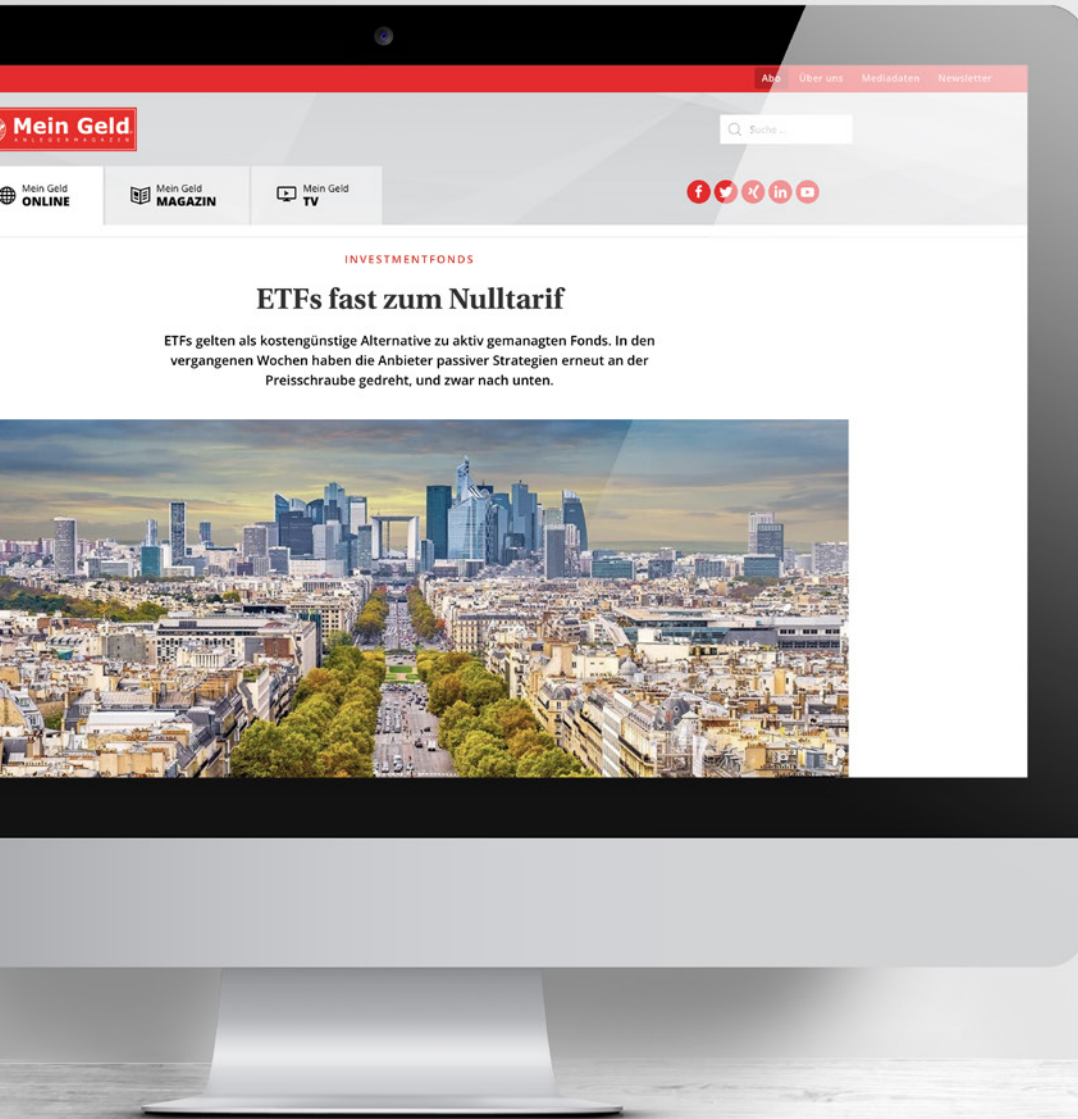 Abo Über uns Mediadaten Newsletter
Mein Geld
ANLEGERMAGAZIN
Suche ...
Mein Geld
ONLINE
Mein Geld
MAGAZIN
Mein Geld
TV
INVESTMENTFONDS
ETFs fast zum Nulltarif
ETFs gelten als kostengünstige Alternative zu aktiv gemanagten Fonds. In den
vergangenen Wochen haben die Anbieter passiver Strategien erneut an der
Preisschraube gedreht, und zwar nach unten.